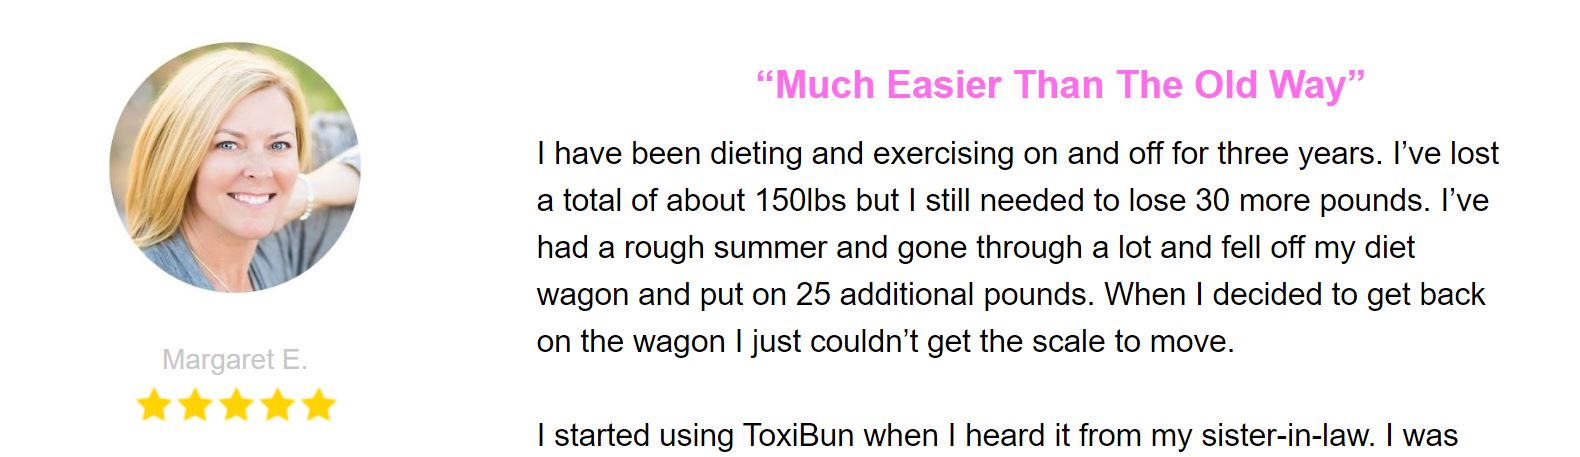 “Much Easier Than The Old Way”
I have been dieting and exercising on and off for three years. I’ve lost
a total of about 150lbs but I still needed to lose 30 more pounds. I’ve
had a rough summer and gone through a lot and fell off my diet
wagon and put on 25 additional pounds. When I decided to get back
on the wagon I just couldn’t get the scale to move.
Margaret E.
I started using ToxiBun when I heard it from my sister-in-law. I was